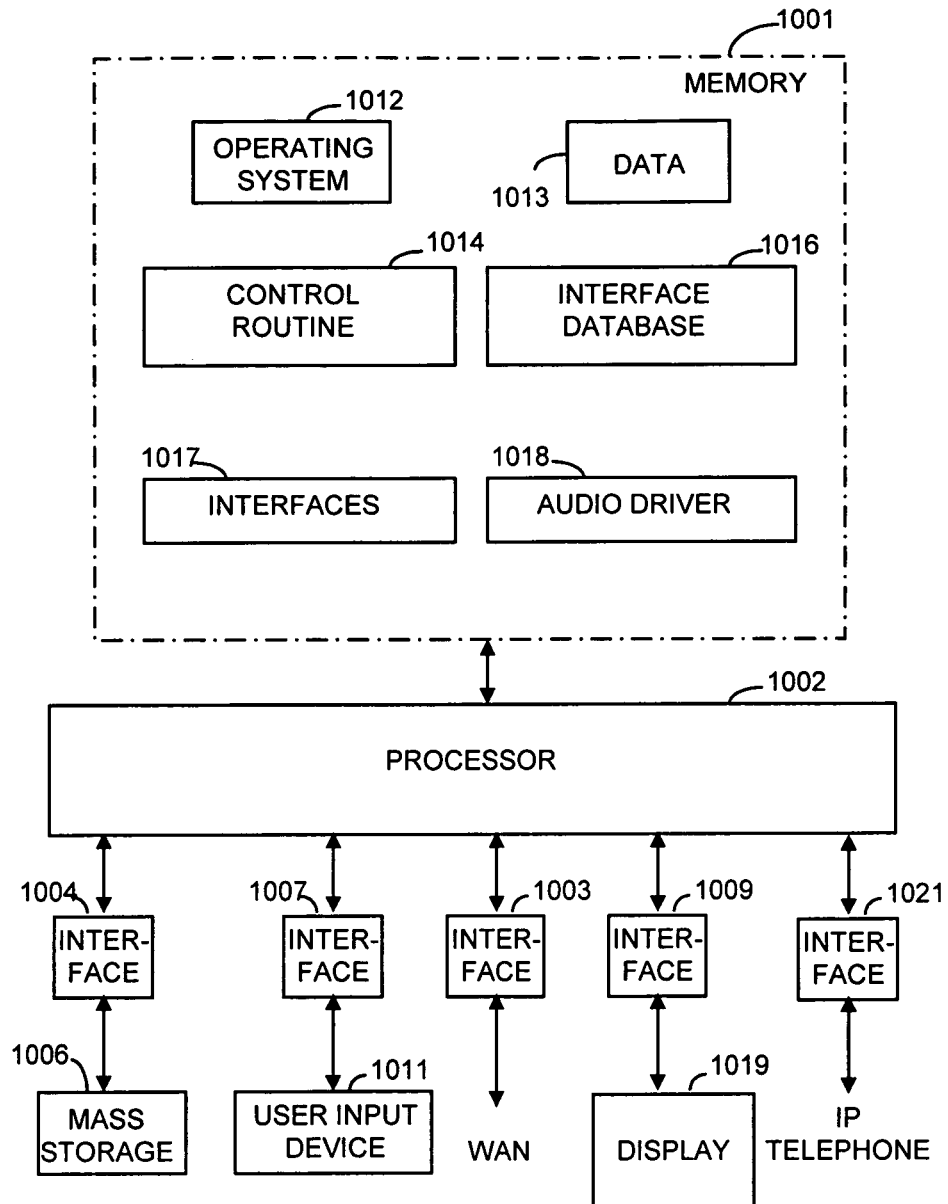 1001
MEMORY
1012
OPERATING
SYSTEM
DATA
1013
1014
CONTROL
ROUTINE
1016
INTERFACE
DATABASE
1017
INTERFACES
1018
AUDIO DRIVER
1002
PROCESSOR
1004
INTER-
FACE
1007
INTER-
FACE
1003
INTER-
FACE
1009
INTER-
FACE
1021
INTER-
FACE
1006
MASS
STORAGE
1011
USER INPUT
DEVICE
WAN
1019
DISPLAY
IP
TELEPHONE